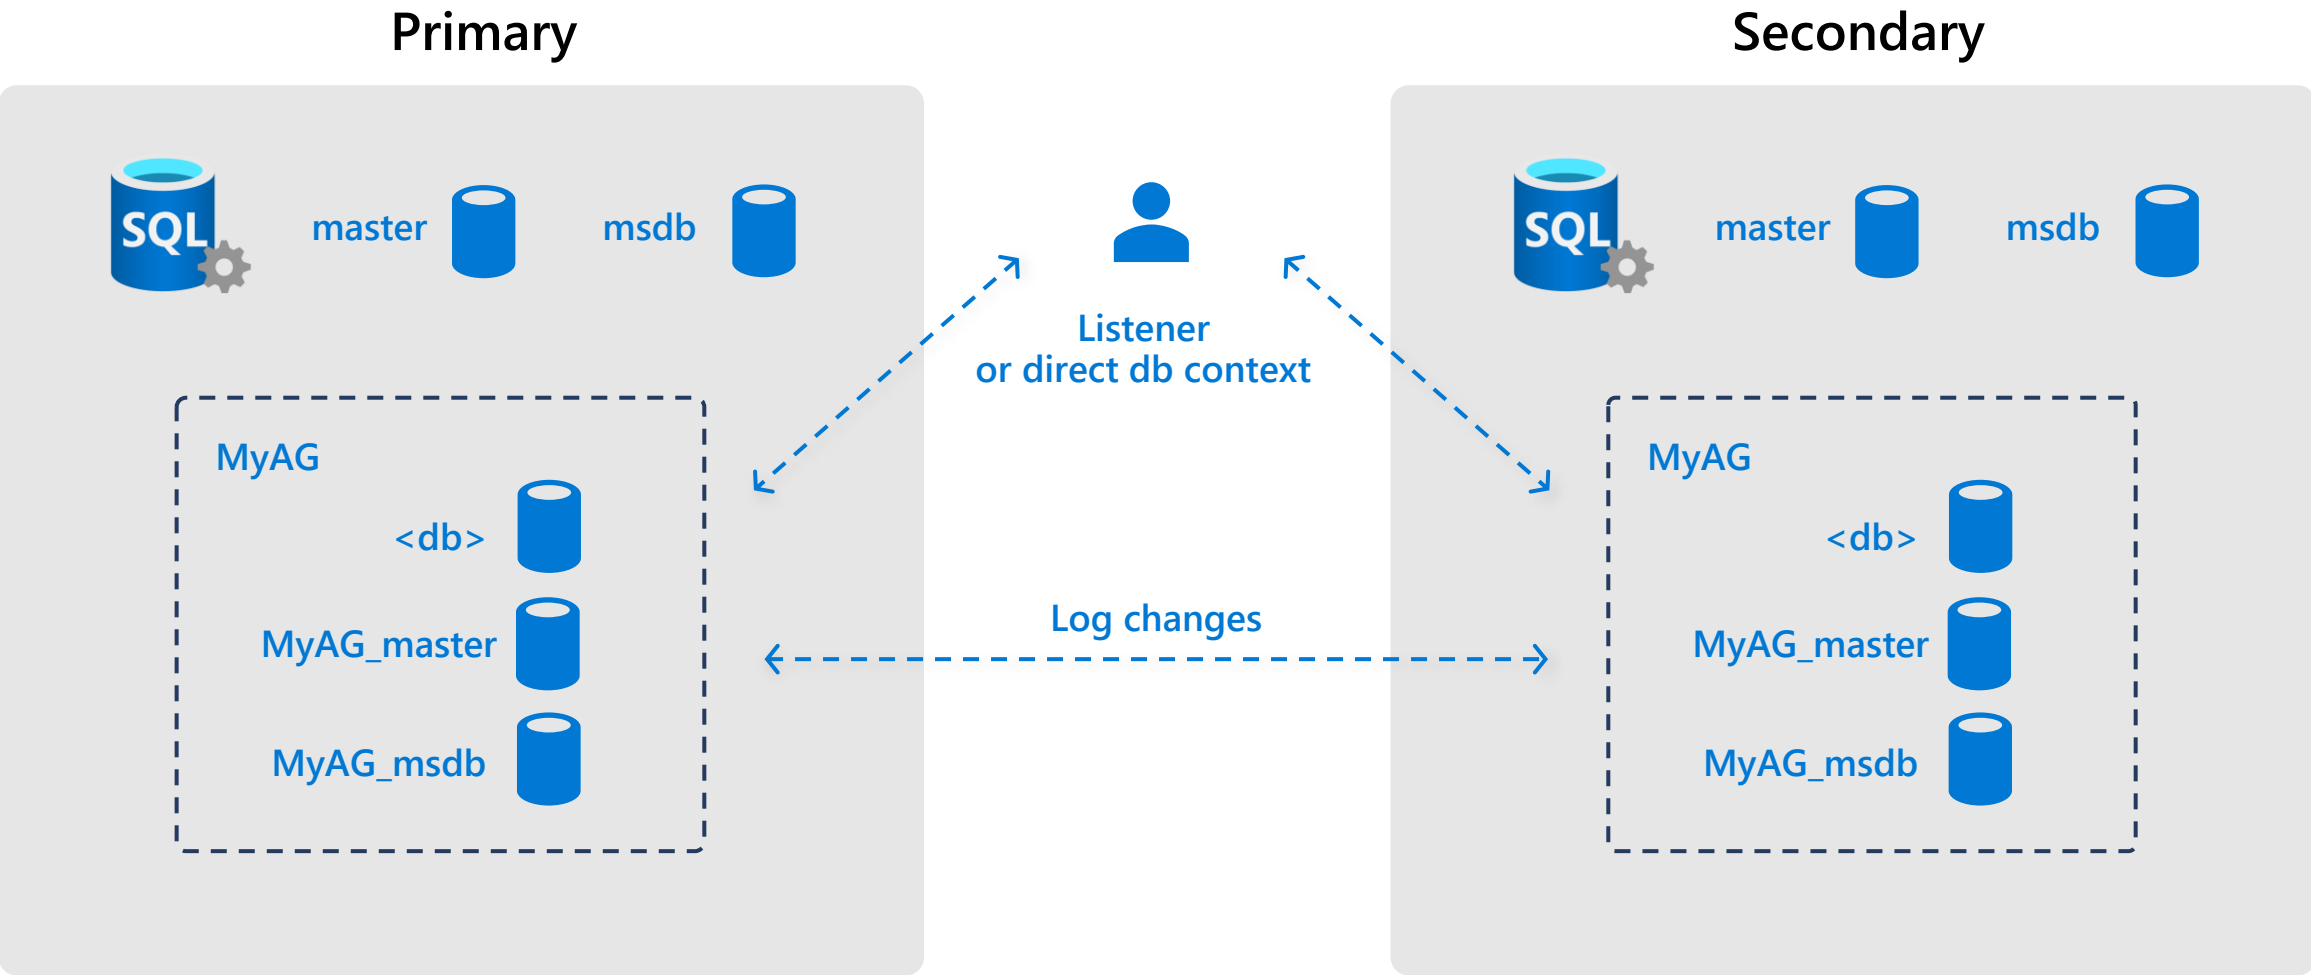 Primary
Secondary
SQL
master
msdb
Listener
or direct db context
SQL
master
msdb
MyAG
<db>
MyAG_master
MyAG_msdb
Log changes
MyAG
<db>
MyAG_master
MyAG_msdb